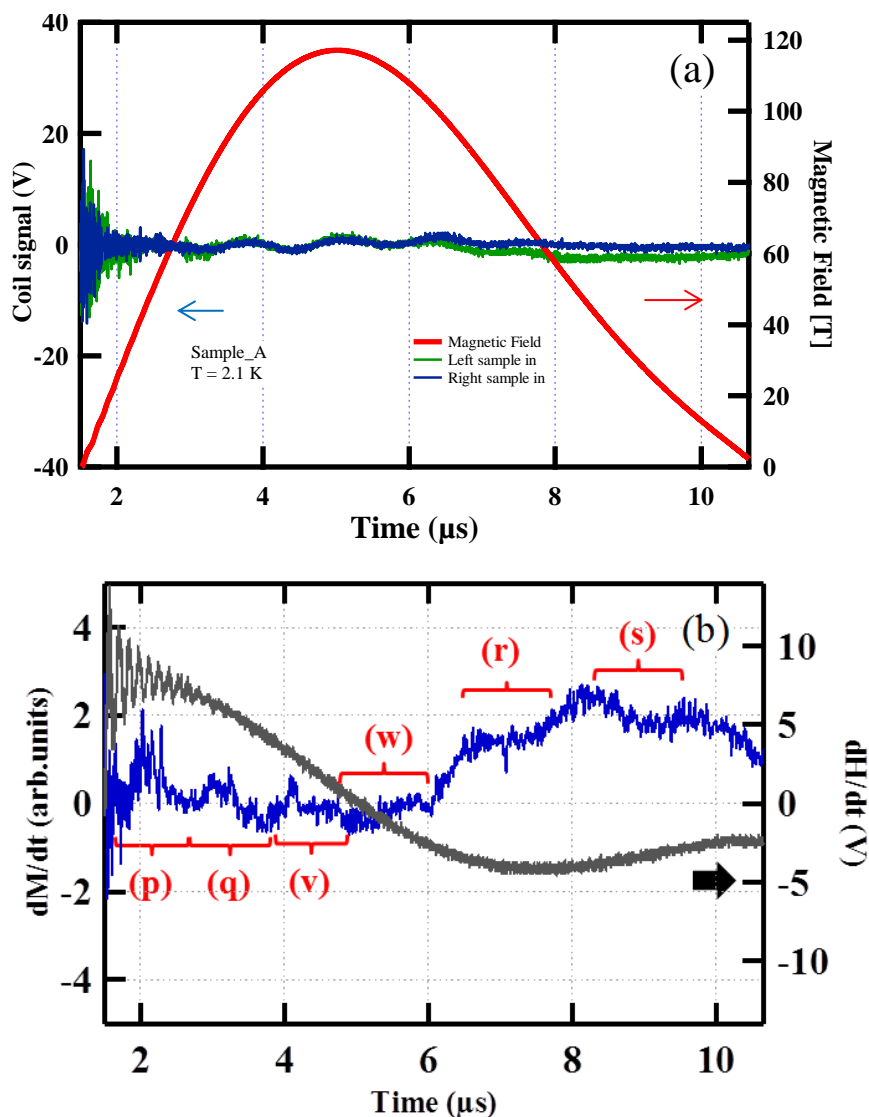 40
20
0
-20
-40
Coil signal (V)
(a)
120
100
80
60
40
20
0
Magnetic Field [T]
Sample_A
T = 2.1 K
Magnetic Field
Left sample in
Right sample in
2
4
6
8
10
Time (µs)
4
2
0
-2
-4
dM/dt (arb.units)
(b)
(r)
(s)
(w)
(p)
(q)
(v)
10
5
0
-5
-10
dH/dt (V)
2
4
6
8
10
Time (µs)